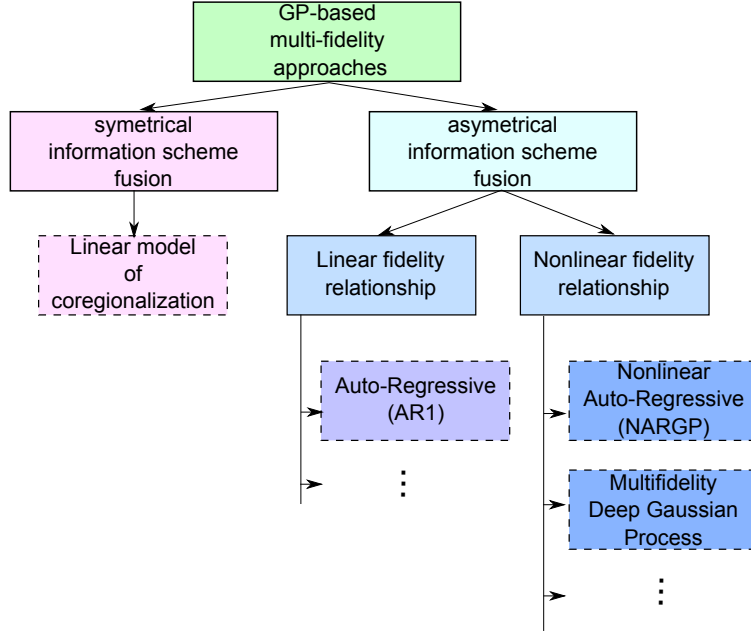 GP-based
multi-fidelity
approaches
symetrical
information scheme
fusion
asymetrical
information scheme
fusion
Linear model
of
coregionalization
Linear fidelity
relationship
Nonlinear fidelity
relationship
Auto-Regressive
(AR1)
⋮
Nonlinear
Auto-Regressive
(NARGP)
Multifidelity
Deep Gaussian
Process
⋮